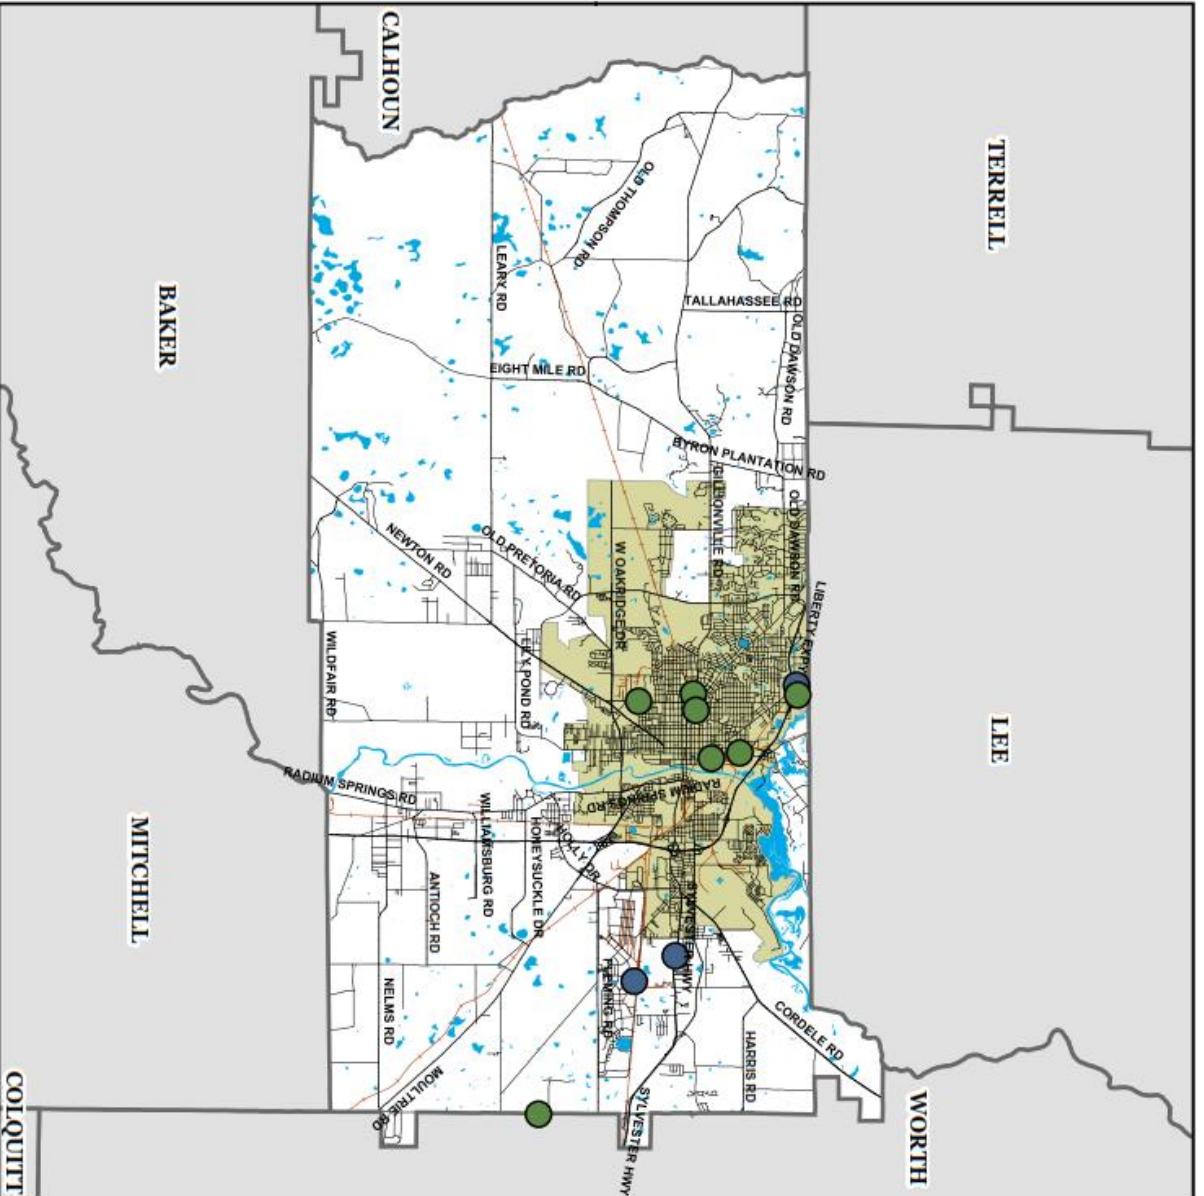 CALHOUN
TERRELL
OLD THOMPSON RD
LEARY RD
BAKER
TALLAHASSEE RD
OLD DAWSON RD
EIGHT MILE RD
BYRON PLANTATION RD
GILLIONVILLE RD
OLD DAWSON RD
NEWTON RD
OLD PRETORIA RD
W OAKRIDGE DR
LIBERTY EXPY
WILDFAIR RD
LILY POND RD
LEE
RADIUM SPRINGS RD
RADIUM SPRINGS RD
WILLIAMSBURG RD
HONEYSUCKLE DR
HOLLY DR
MITCHELL
ANTIOCH RD
SYLVESTER HWY
FLEMING RD
NELMS RD
CORDELE RD
HARRIS RD
MOULTRIE RD
SYLVESTER HWY
WORTH
COLQUITT